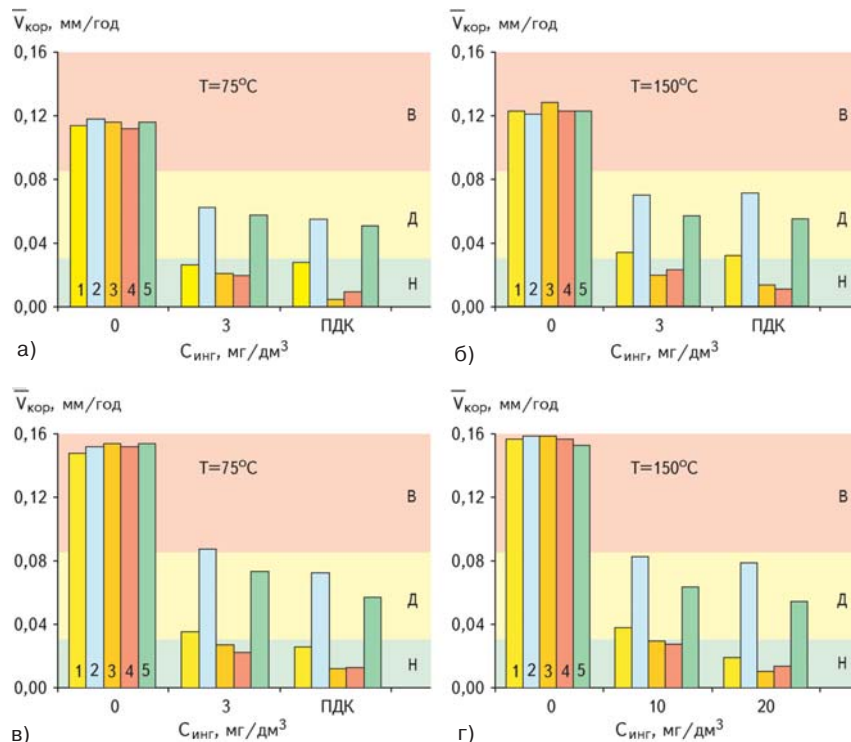 V̅кор, мм/год
0,16
0,12
0,08
0,04
0,00
T=75°C
В
Д
Н
1 2 3 4 5
0 3 ПДК
Cинг, мг/дм³
а)
V̅кор, мм/год
0,16
0,12
0,08
0,04
0,00
T=150°C
В
Д
Н
1 2 3 4 5
0 3 ПДК
Cинг, мг/дм³
б)
V̅кор, мм/год
0,16
0,12
0,08
0,04
0,00
T=75°C
В
Д
Н
1 2 3 4 5
0 3 ПДК
Cинг, мг/дм³
в)
V̅кор, мм/год
0,16
0,12
0,08
0,04
0,00
T=150°C
В
Д
Н
1 2 3 4 5
0 10 20
Cинг, мг/дм³
г)